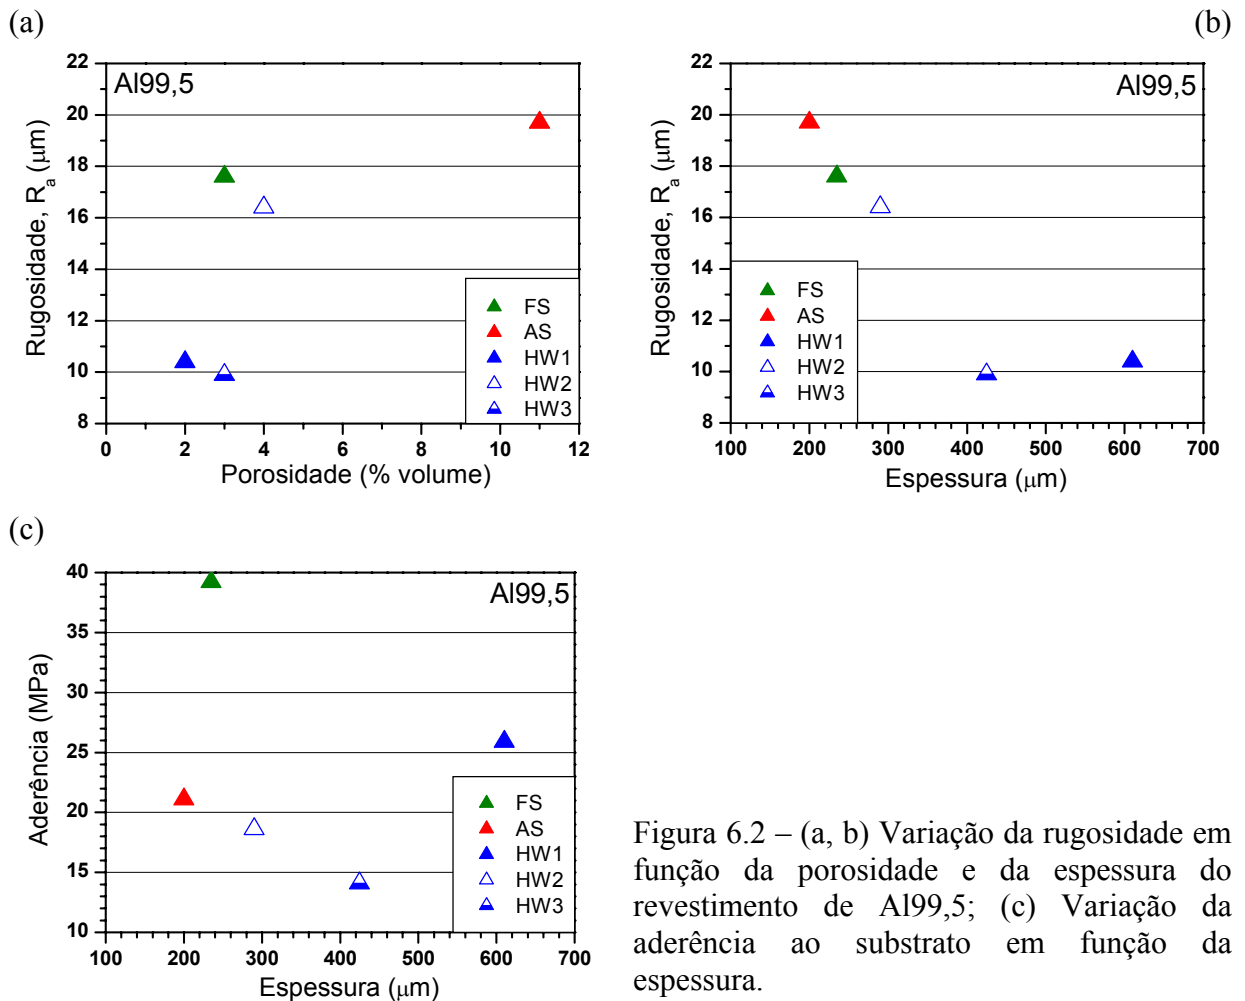 (a)
(b)
22
20
18
16
14
12
10
8
0
2
4
6
8
10
12
Al99,5
Rugosidade, Ra (μm)
Porosidade (% volume)
FS
AS
HW1
HW2
HW3
22
20
18
16
14
12
10
8
100
200
300
400
500
600
700
Al99,5
Rugosidade, Ra (μm)
Espessura (μm)
FS
AS
HW1
HW2
HW3
(c)
40
35
30
25
20
15
10
100
200
300
400
500
600
700
Al99,5
Aderência (MPa)
Espessura (μm)
FS
AS
HW1
HW2
HW3
Figura 6.2 – (a, b) Variação da rugosidade em
função da porosidade e da espessura do
revestimento de Al99,5; (c) Variação da
aderência ao substrato em função da
espessura.